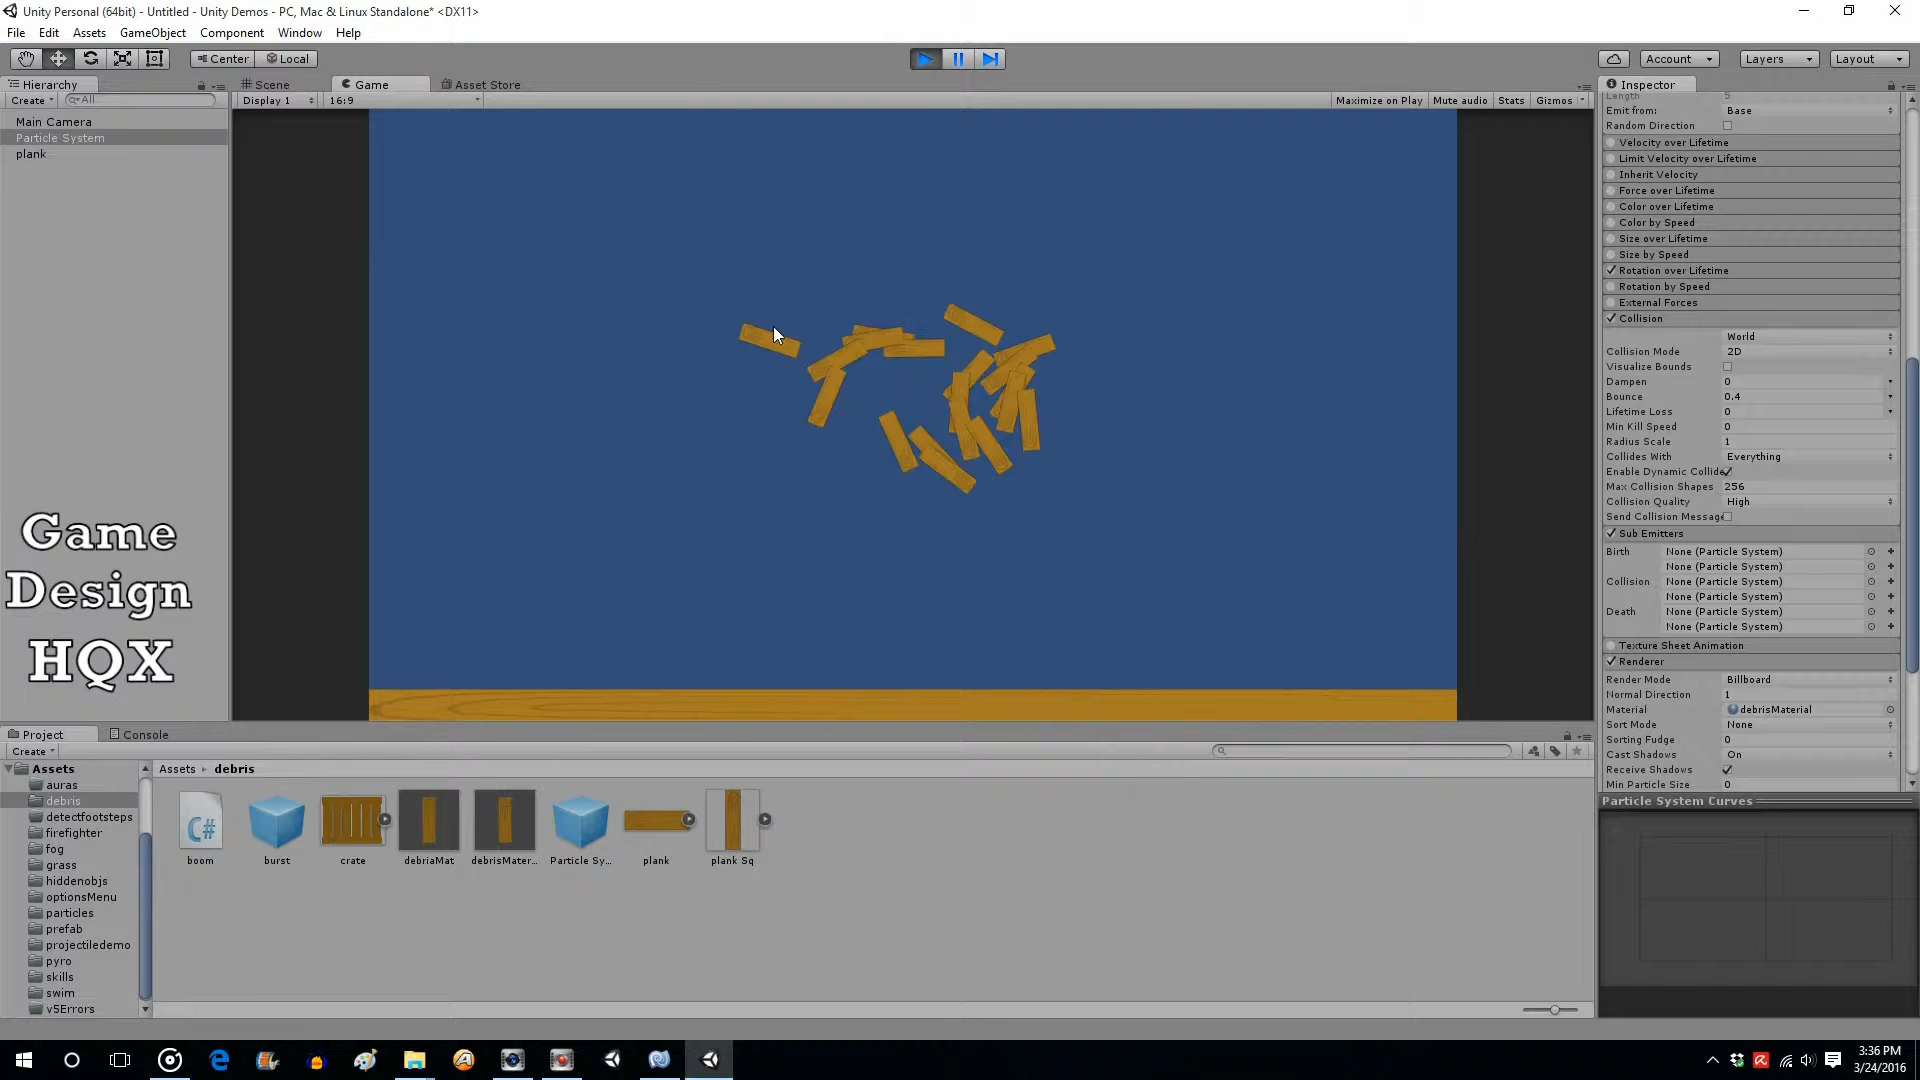 Unity Personal (64bit) - Untitled - Unity Demos - PC, Mac & Linux Standalone* <DX11>
File Edit Assets GameObject Component Window Help
Center Local Account Layers Layout
Hierarchy Scene Game Asset Store Inspector
Create All Display 1 16:9 Maximize on Play Mute audio Stats Gizmos
Main Camera
Particle System
plank
Length 5
Emit from: Base
Random Direction
Velocity over Lifetime
Limit Velocity over Lifetime
Inherit Velocity
Force over Lifetime
Color over Lifetime
Color by Speed
Size over Lifetime
Size by Speed
Rotation over Lifetime
Rotation by Speed
External Forces
Collision
World
Collision Mode 2D
Visualize Bounds
Dampen 0
Bounce 0.4
Lifetime Loss 0
Min Kill Speed 0
Radius Scale 1
Collides With Everything
Enable Dynamic Collide
Max Collision Shapes 256
Collision Quality High
Send Collision Messag
Sub Emitters
Birth None (Particle System)
None (Particle System)
Collision None (Particle System)
None (Particle System)
Death None (Particle System)
None (Particle System)
Texture Sheet Animation
Renderer
Render Mode Billboard
Normal Direction 1
Material debrisMaterial
Sort Mode None
Sorting Fudge 0
Cast Shadows On
Receive Shadows
Min Particle Size 0
Particle System Curves
Game
Design
HQX
Project Console
Create
Assets
auras
debris
detectfootsteps
firefighter
fog
grass
hiddenobjs
optionsMenu
particles
prefab
projectiledemo
pyro
skills
swim
v5Errors
Assets debris
C#
boom burst crate debriaMat debrisMater... Particle Sy... plank plank Sq
3:36 PM
3/24/2016